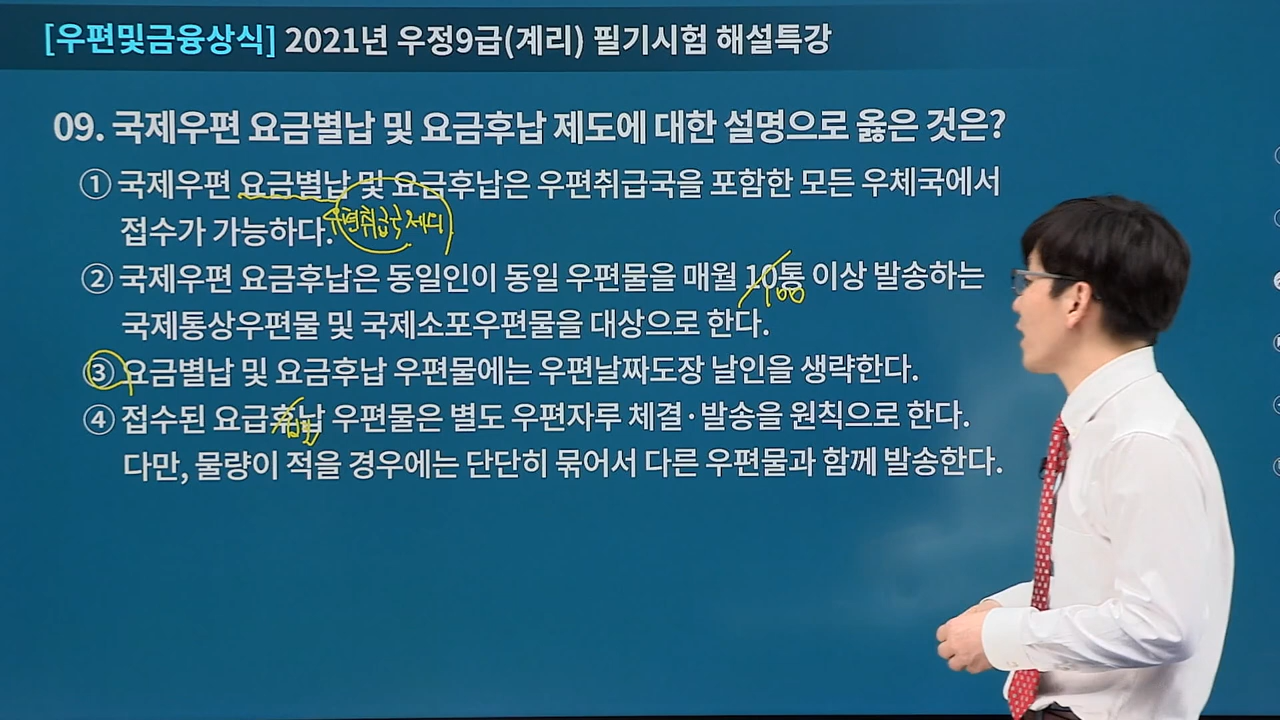 [우편및금융상식] 2021년 우정9급(계리) 필기시험 해설특강
09. 국제우편 요금별납 및 요금후납 제도에 대한 설명으로 옳은 것은?
① 국제우편 요금별납 및 요금후납은 우편취급국을 포함한 모든 우체국에서
접수가 가능하다.
우편취급국 제외
② 국제우편 요금후납은 동일인이 동일 우편물을 매월 10통 이상 발송하는
100
국제통상우편물 및 국제소포우편물을 대상으로 한다.
③ 요금별납 및 요금후납 우편물에는 우편날짜도장 날인을 생략한다.
④ 접수된 요급후납 우편물은 별도 우편자루 체결·발송을 원칙으로 한다.
다만, 물량이 적을 경우에는 단단히 묶어서 다른 우편물과 함께 발송한다.